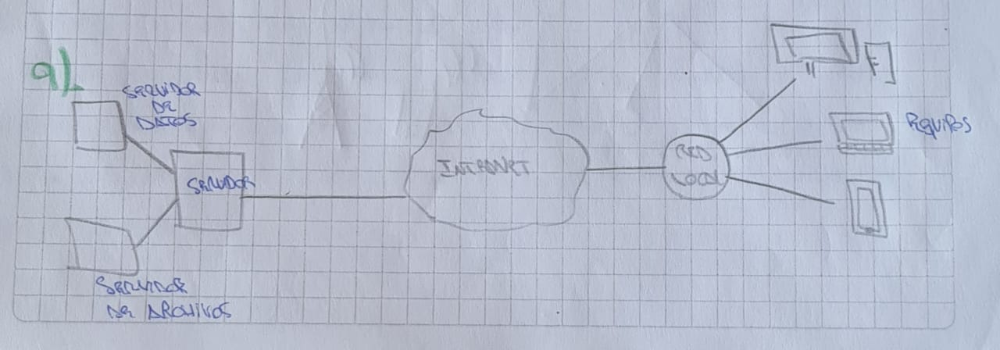 a).
SERVIDOR
DE
DATOS
SERVIDOR
SERVIDOR
DE ARCHIVOS
INTERNET
RED
LOCAL
EQUIPOS